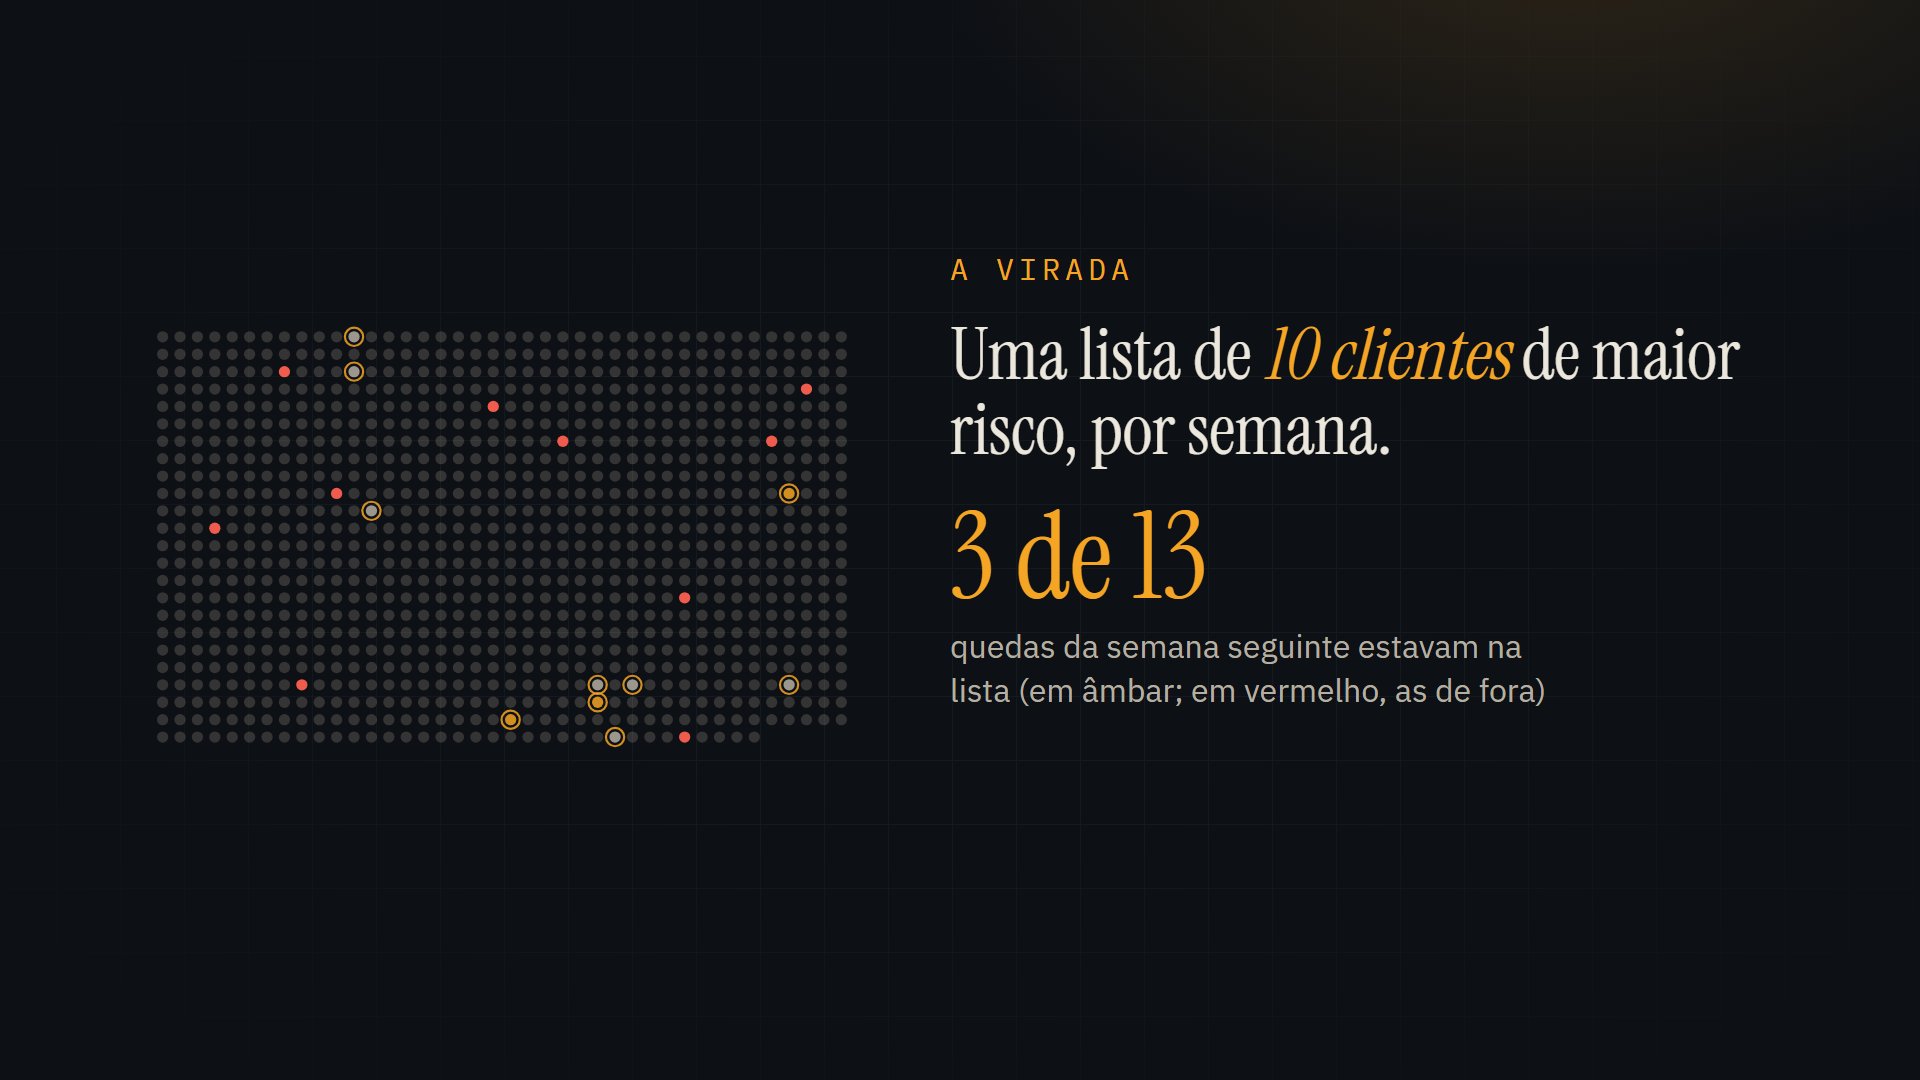 A VIRADA
Uma lista de 10 clientes de maior
risco, por semana.
3 de 13
quedas da semana seguinte estavam na
lista (em âmbar; em vermelho, as de fora)